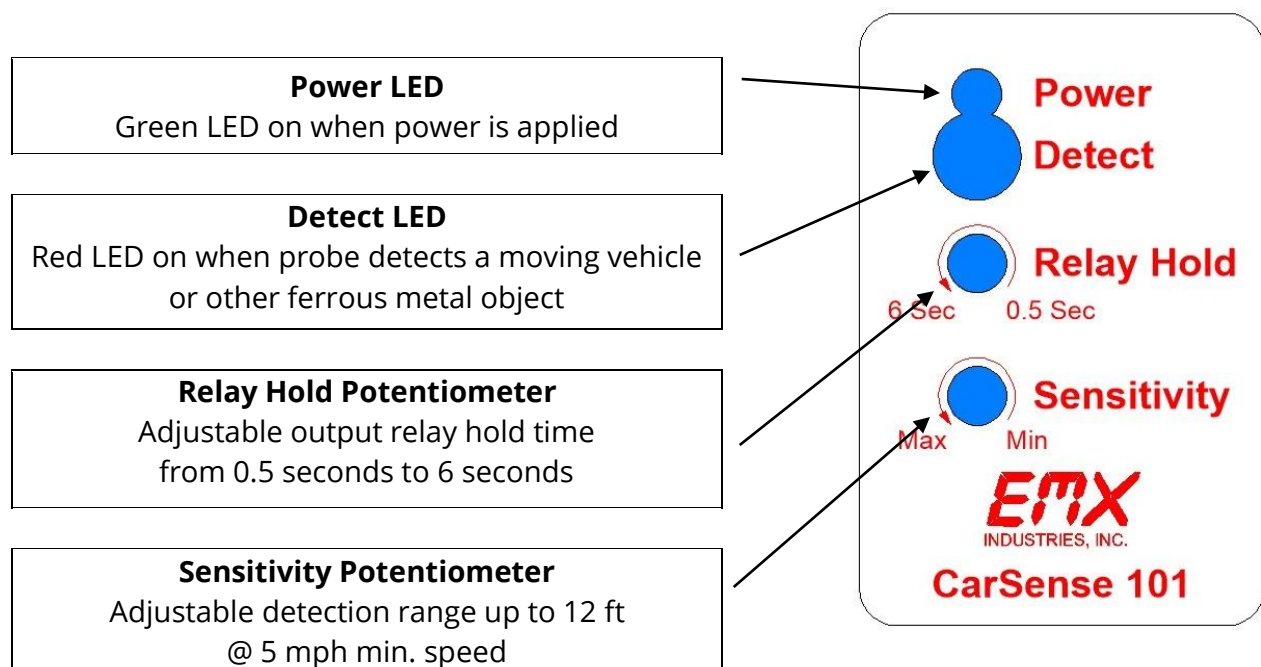 Power LED
Green LED on when power is applied
Detect LED
Red LED on when probe detects a moving vehicle
or other ferrous metal object
Relay Hold Potentiometer
Adjustable output relay hold time
from 0.5 seconds to 6 seconds
Sensitivity Potentiometer
Adjustable detection range up to 12 ft
@ 5 mph min. speed
Power
Detect
Relay Hold
6 Sec 0.5 Sec
Sensitivity
Max Min
EMX
INDUSTRIES, INC.
CarSense 101